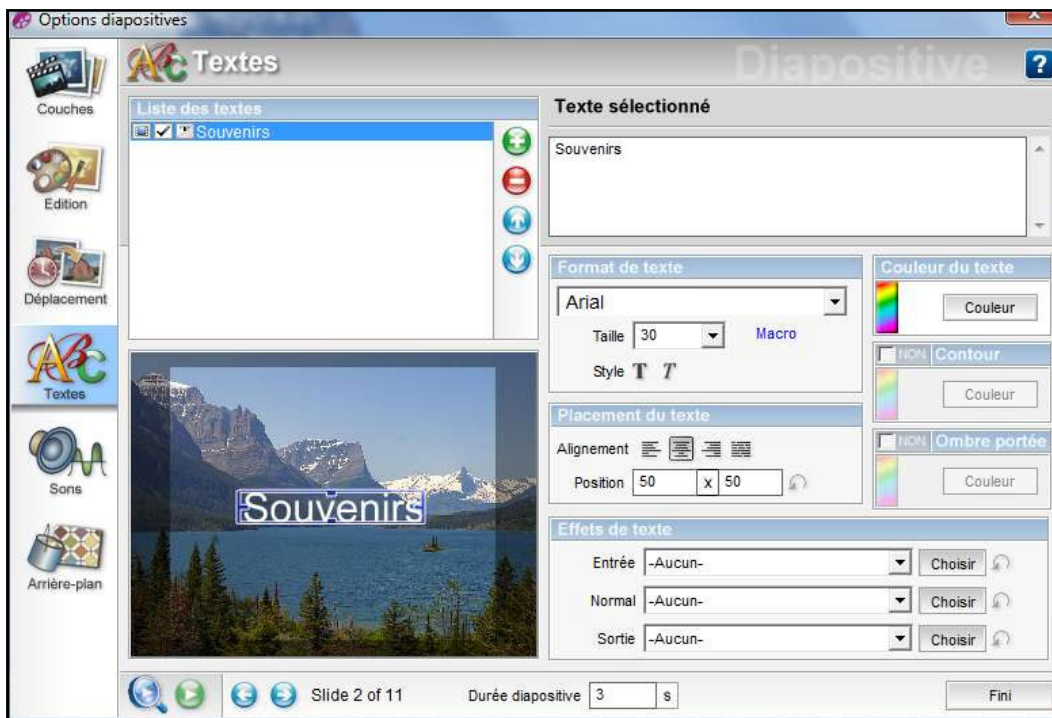 Options diapositives
Couches
Edition
Déplacement
Textes
Sons
Arrière-plan
ABC Textes
Diapositive
?
Liste des textes
Souvenirs
Texte sélectionné
Souvenirs
Format de texte
Arial
Taille 30 Macro
Style T T
Placement du texte
Alignement
Position 50 x 50
Couleur du texte
Couleur
NON Contour
Couleur
NON Ombre portée
Couleur
Effets de texte
Entrée -Aucun- Choisir
Normal -Aucun- Choisir
Sortie -Aucun- Choisir
Souvenirs
Slide 2 of 11 Durée diapositive 3 s Fini